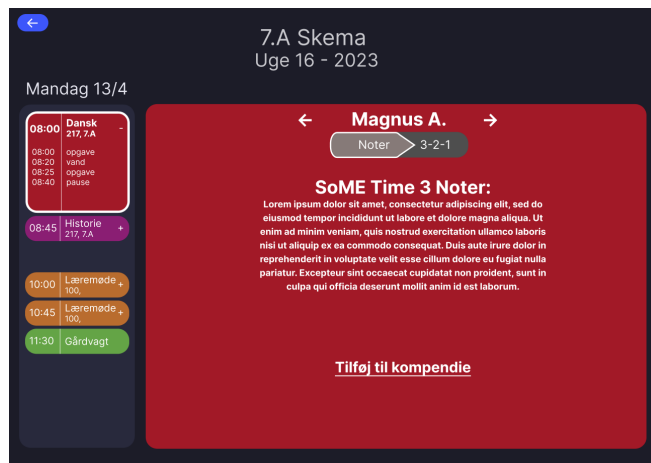 ←
7.A Skema
Uge 16 - 2023
Mandag 13/4
08:00 Dansk -
217, 7.A
08:00 opgave
08:20 vand
08:25 opgave
08:40 pause
08:45 Historie +
217, 7.A
10:00 Læremøde +
100,
10:45 Læremøde +
100,
11:30 Gårdvagt
← Magnus A. →
Noter 3-2-1
SoME Time 3 Noter:
Lorem ipsum dolor sit amet, consectetur adipiscing elit, sed do
eiusmod tempor incididunt ut labore et dolore magna aliqua. Ut
enim ad minim veniam, quis nostrud exercitation ullamco laboris
nisi ut aliquip ex ea commodo consequat. Duis aute irure dolor in
reprehenderit in voluptate velit esse cillum dolore eu fugiat nulla
pariatur. Excepteur sint occaecat cupidatat non proident, sunt in
culpa qui officia deserunt mollit anim id est laborum.
Tilføj til kompendie